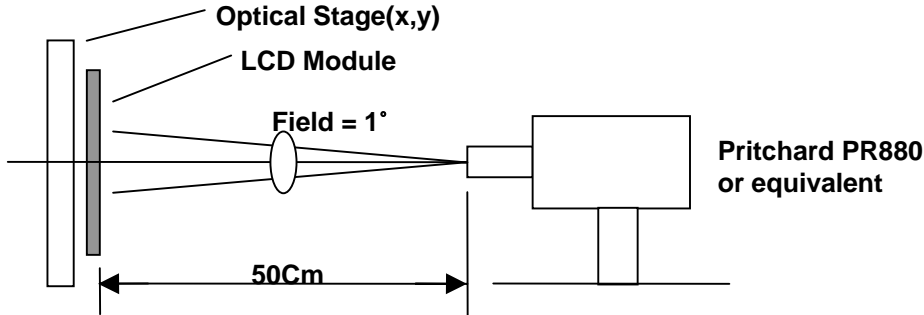 Optical Stage(x,y)
LCD Module
Field = 1˚
Pritchard PR880
or equivalent
50Cm